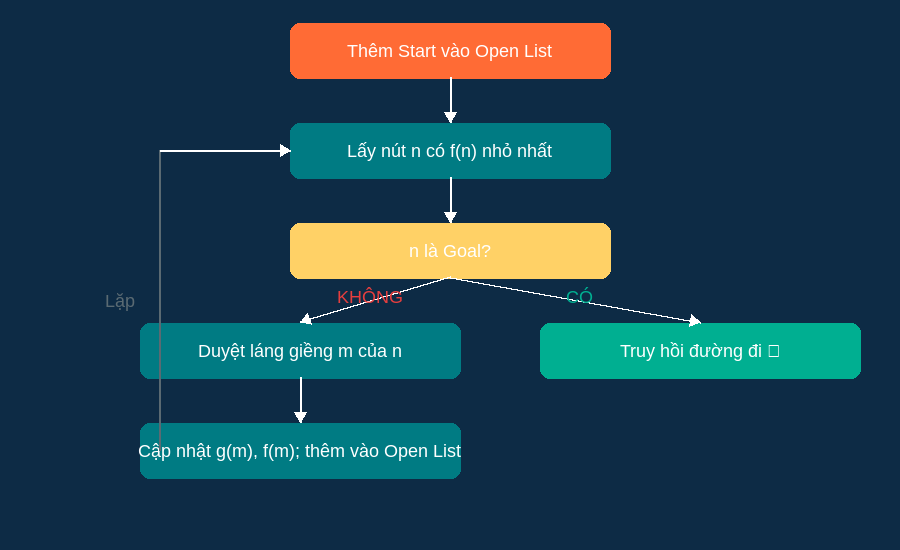 Thêm Start vào Open List
Lấy nút n có f(n) nhỏ nhất
n là Goal?
KHÔNG
CÓ
Lặp
Duyệt láng giềng m của n
Truy hồi đường đi □
Cập nhật g(m), f(m); thêm vào Open List